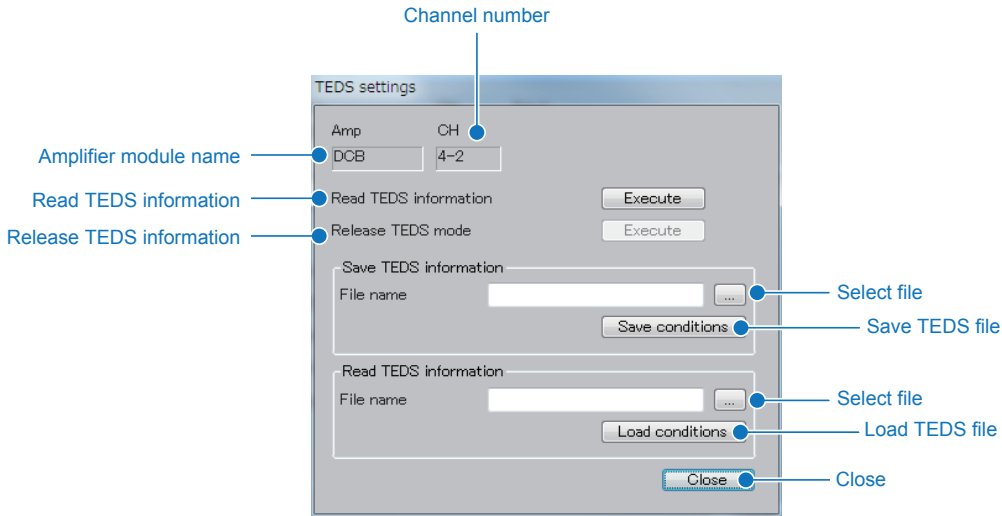 Channel number
TEDS settings
Amp CH
Amplifier module name DCB 4-2
Read TEDS information Read TEDS information Execute
Release TEDS information Release TEDS mode Execute
Save TEDS information
File name ... Select file
Save conditions Save TEDS file
Read TEDS information
File name ... Select file
Load conditions Load TEDS file
Close Close